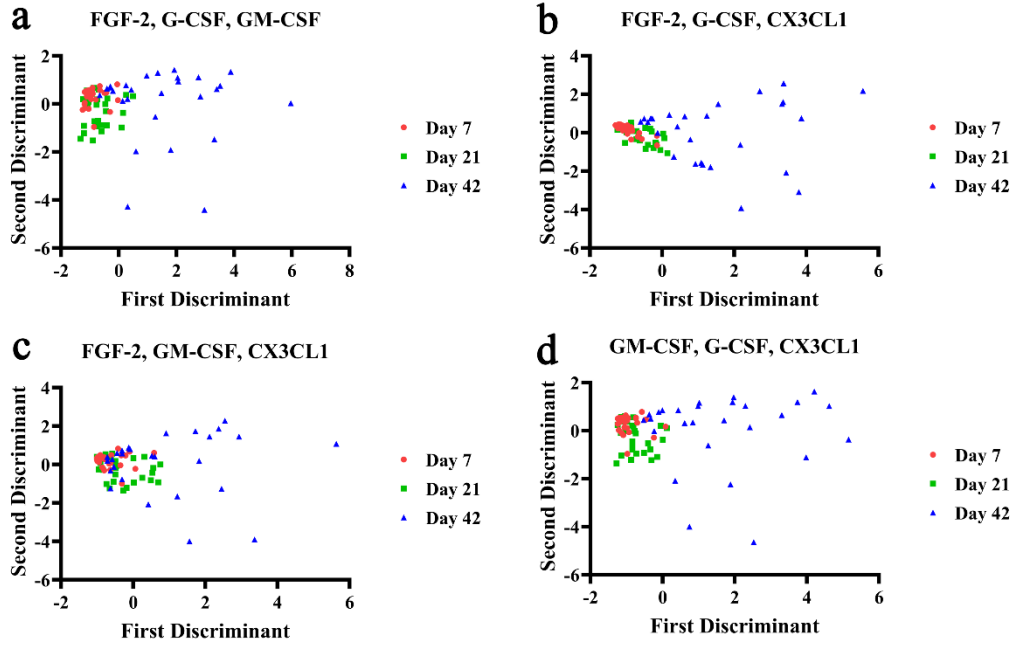 a
FGF-2, G-CSF, GM-CSF
Second Discriminant
2
0
-2
-4
-6
-2 0 2 4 6 8
First Discriminant
Day 7
Day 21
Day 42
b
FGF-2, G-CSF, CX3CL1
Second Discriminant
4
2
0
-2
-4
-6
-2 0 2 4 6
First Discriminant
Day 7
Day 21
Day 42
c
FGF-2, GM-CSF, CX3CL1
Second Discriminant
4
2
0
-2
-4
-6
-2 0 2 4 6
First Discriminant
Day 7
Day 21
Day 42
d
GM-CSF, G-CSF, CX3CL1
Second Discriminant
2
0
-2
-4
-6
-2 0 2 4 6
First Discriminant
Day 7
Day 21
Day 42